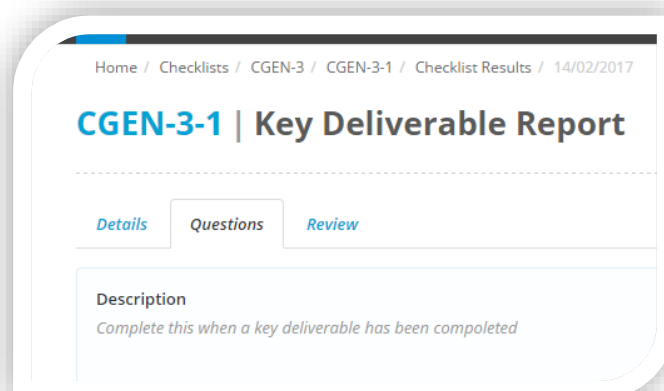 Home / Checklists / CGEN-3 / CGEN-3-1 / Checklist Results / 14/02/2017
CGEN-3-1 | Key Deliverable Report
Details Questions Review
Description
Complete this when a key deliverable has been compoleted